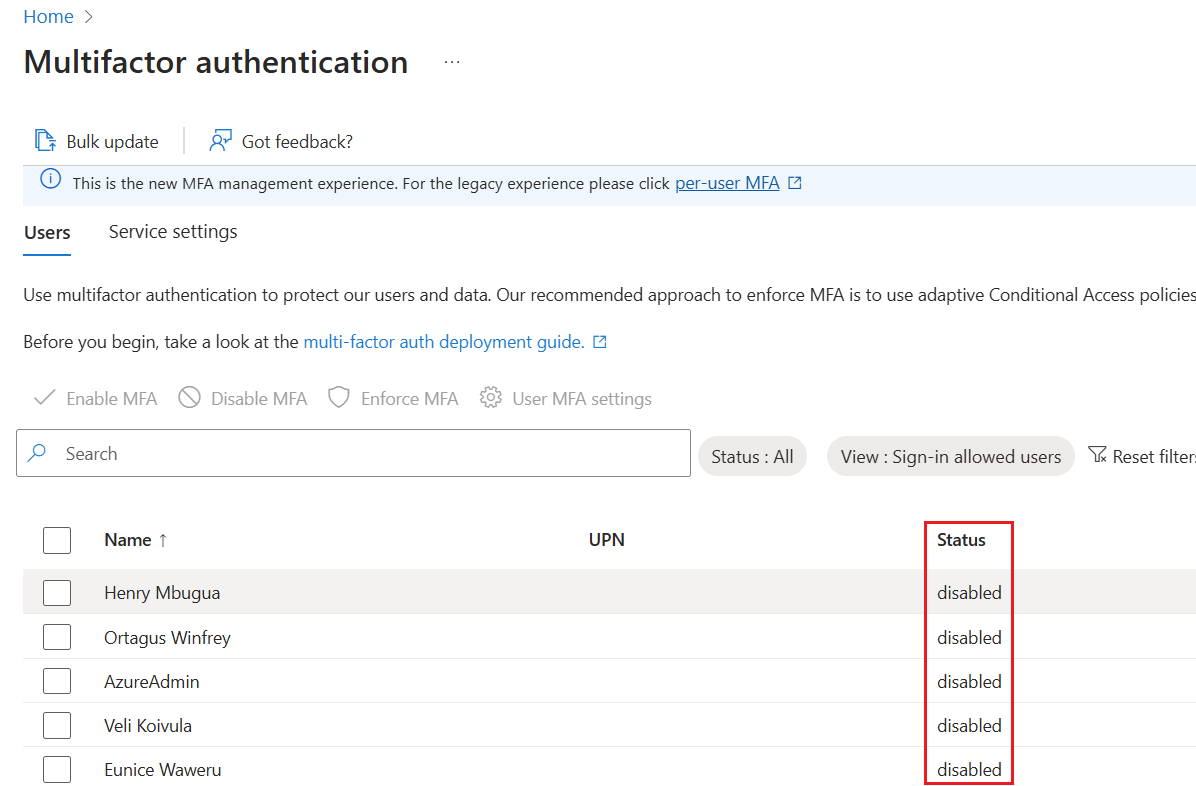 Home
Multifactor authentication ...
Bulk update Got feedback?
This is the new MFA management experience. For the legacy experience please click per-user MFA
Users Service settings
Use multifactor authentication to protect our users and data. Our recommended approach to enforce MFA is to use adaptive Conditional Access policies
Before you begin, take a look at the multi-factor auth deployment guide.
Enable MFA Disable MFA Enforce MFA User MFA settings
Search Status : All View : Sign-in allowed users Reset filters
Name ↑ UPN Status
Henry Mbugua disabled
Ortagus Winfrey disabled
AzureAdmin disabled
Veli Koivula disabled
Eunice Waweru disabled